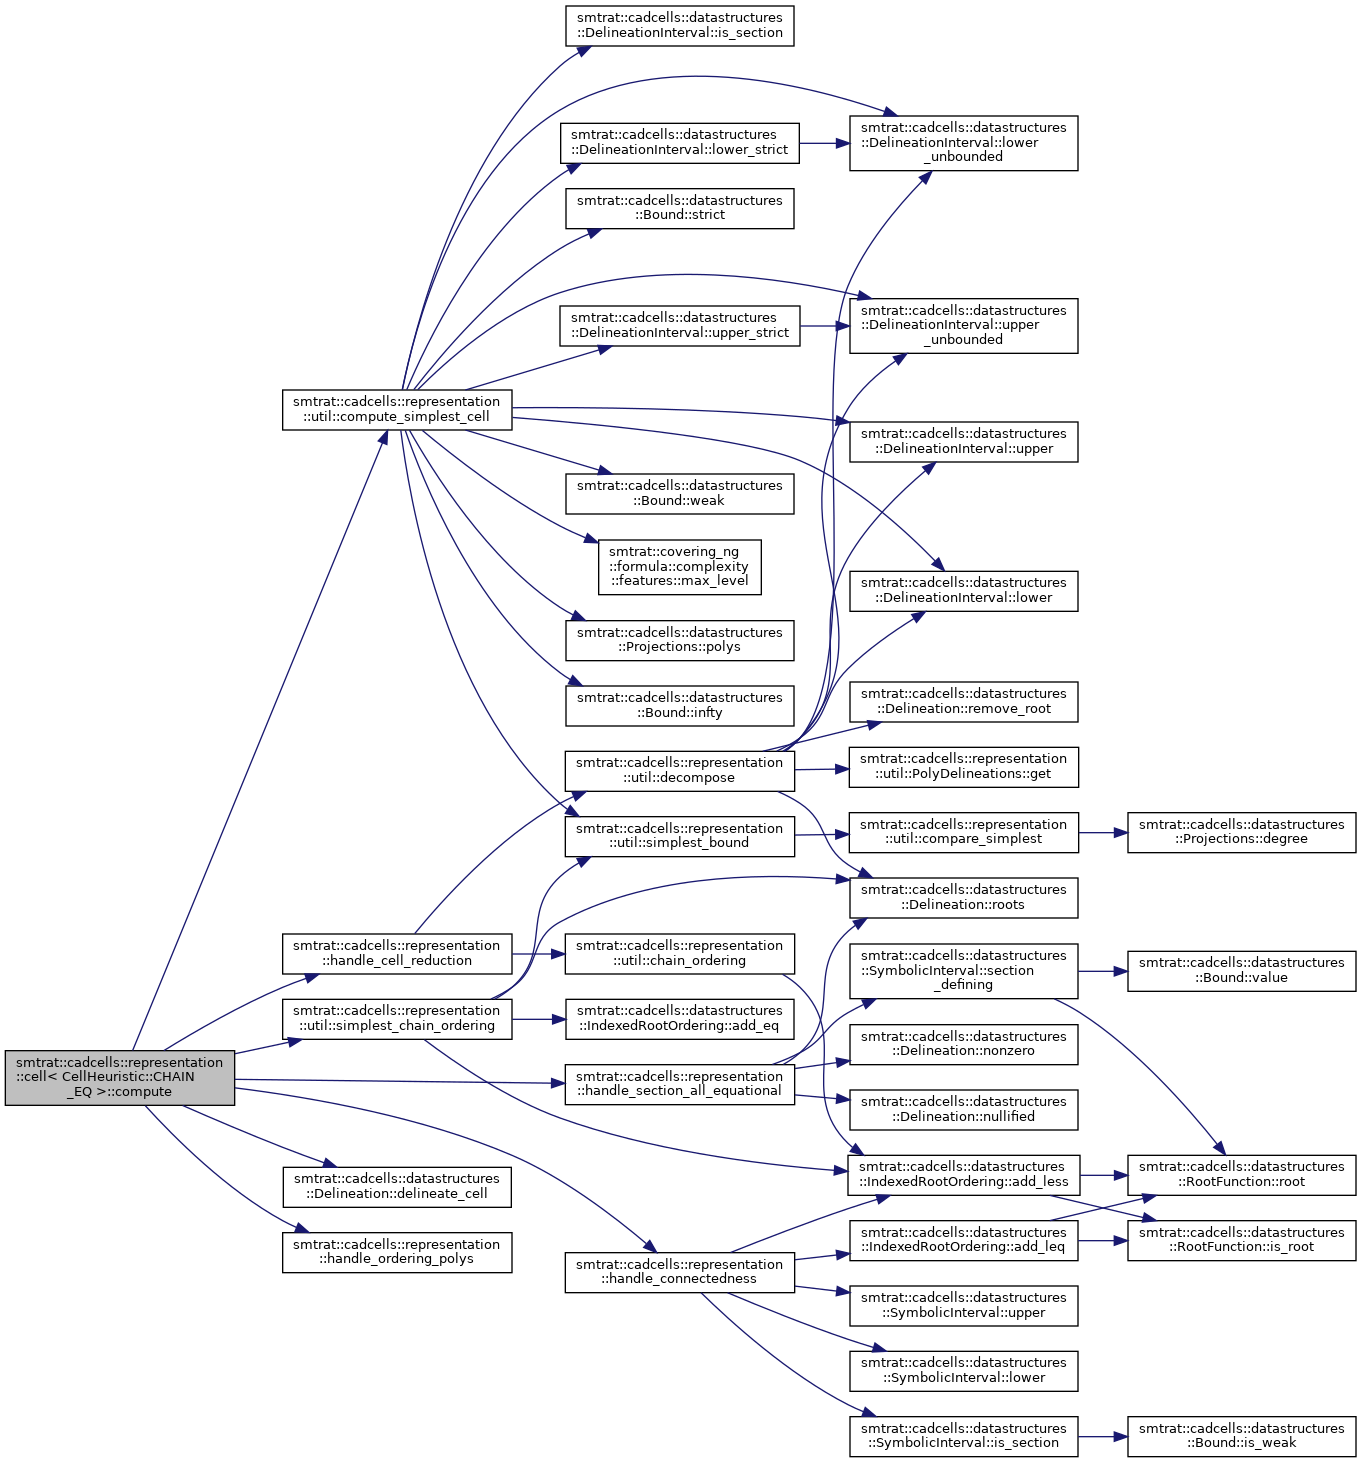 smtrat::cadcells::datastructures
::DelineationInterval::is_section
smtrat::cadcells::datastructures
::DelineationInterval::lower
_unbounded
smtrat::cadcells::datastructures
::DelineationInterval::lower_strict
smtrat::cadcells::datastructures
::Bound::strict
smtrat::cadcells::datastructures
::DelineationInterval::upper
_unbounded
smtrat::cadcells::datastructures
::DelineationInterval::upper_strict
smtrat::cadcells::representation
::util::compute_simplest_cell
smtrat::cadcells::datastructures
::DelineationInterval::upper
smtrat::cadcells::datastructures
::Bound::weak
smtrat::covering_ng
::formula::complexity
::features::max_level
smtrat::cadcells::datastructures
::DelineationInterval::lower
smtrat::cadcells::datastructures
::Projections::polys
smtrat::cadcells::datastructures
::Bound::infty
smtrat::cadcells::datastructures
::Delineation::remove_root
smtrat::cadcells::representation
::util::decompose
smtrat::cadcells::representation
::util::PolyDelineations::get
smtrat::cadcells::representation
::util::simplest_bound
smtrat::cadcells::representation
::util::compare_simplest
smtrat::cadcells::datastructures
::Projections::degree
smtrat::cadcells::datastructures
::Delineation::roots
smtrat::cadcells::representation
::handle_cell_reduction
smtrat::cadcells::representation
::util::chain_ordering
smtrat::cadcells::datastructures
::SymbolicInterval::section
_defining
smtrat::cadcells::datastructures
::Bound::value
smtrat::cadcells::representation
::util::simplest_chain_ordering
smtrat::cadcells::datastructures
::IndexedRootOrdering::add_eq
smtrat::cadcells::datastructures
::Delineation::nonzero
smtrat::cadcells::representation
::cell< CellHeuristic::CHAIN
_EQ >::compute
smtrat::cadcells::representation
::handle_section_all_equational
smtrat::cadcells::datastructures
::Delineation::nullified
smtrat::cadcells::datastructures
::Delineation::delineate_cell
smtrat::cadcells::datastructures
::IndexedRootOrdering::add_less
smtrat::cadcells::datastructures
::RootFunction::root
smtrat::cadcells::representation
::handle_ordering_polys
smtrat::cadcells::representation
::handle_connectedness
smtrat::cadcells::datastructures
::IndexedRootOrdering::add_leq
smtrat::cadcells::datastructures
::RootFunction::is_root
smtrat::cadcells::datastructures
::SymbolicInterval::upper
smtrat::cadcells::datastructures
::SymbolicInterval::lower
smtrat::cadcells::datastructures
::SymbolicInterval::is_section
smtrat::cadcells::datastructures
::Bound::is_weak